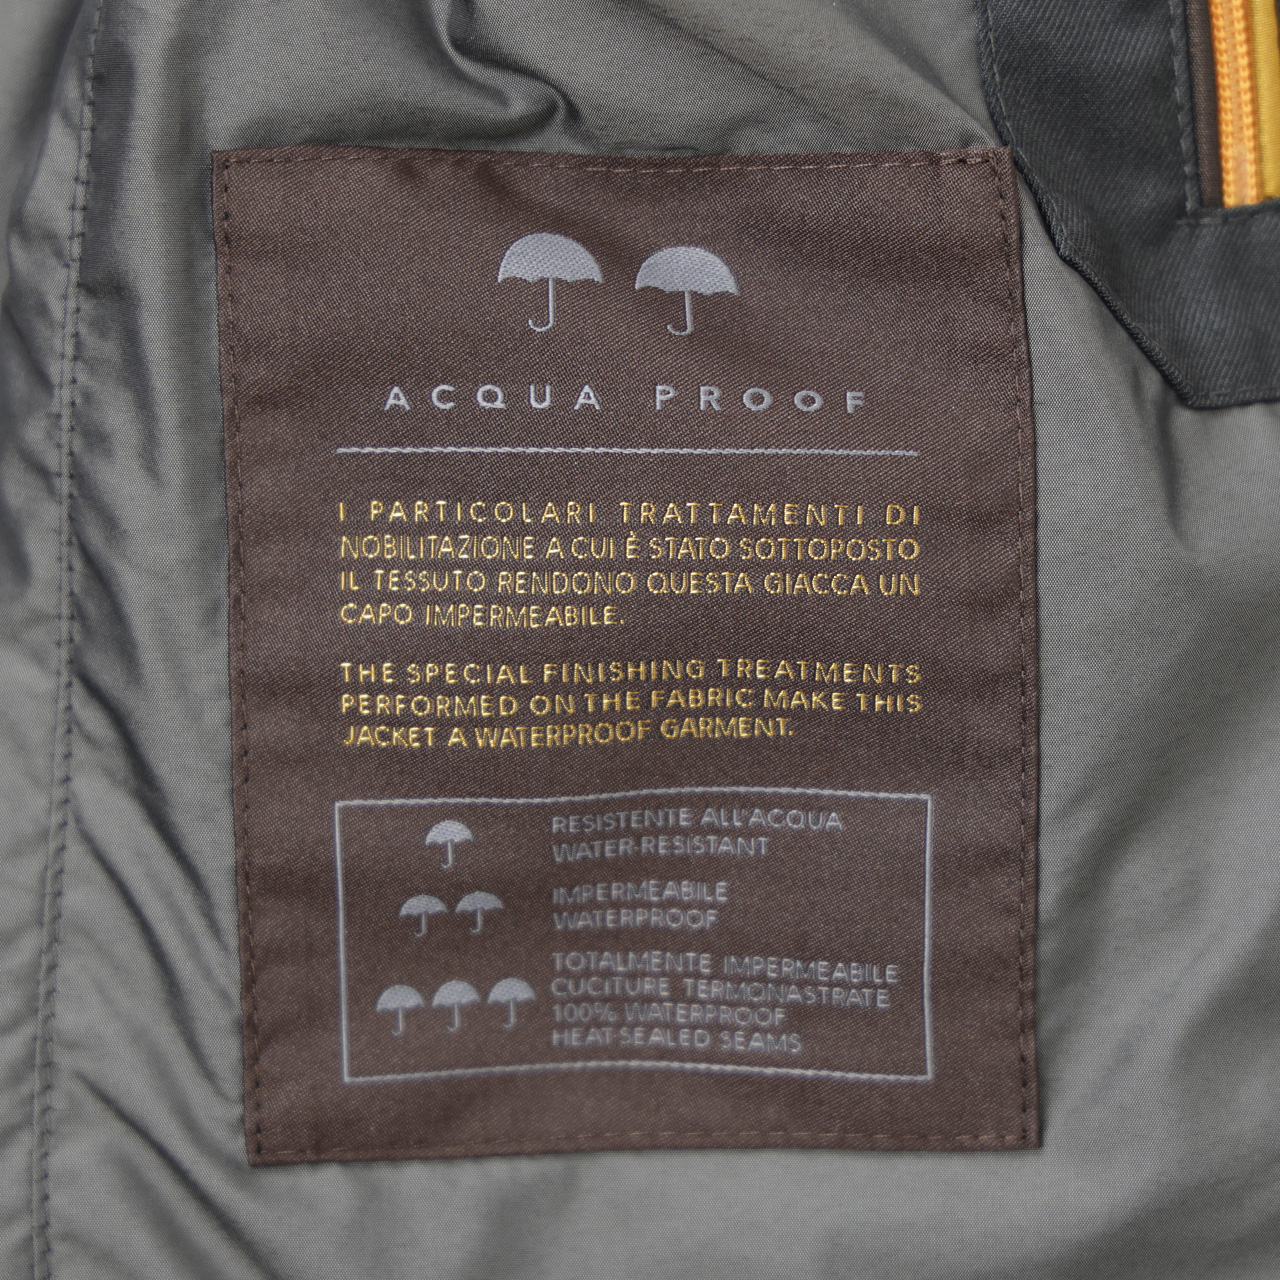 ACQUA PROOF
I PARTICOLARI TRATTAMENTI DI
NOBILITAZIONE A CUI È STATO SOTTOPOSTO
IL TESSUTO RENDONO QUESTA GIACCA UN
CAPO IMPERMEABILE.
THE SPECIAL FINISHING TREATMENTS
PERFORMED ON THE FABRIC MAKE THIS
JACKET A WATERPROOF GARMENT.
RESISTENTE ALL'ACQUA
WATER-RESISTANT
IMPERMEABILE
WATERPROOF
TOTALMENTE IMPERMEABILE
CUCITURE TERMONASTRATE
100% WATERPROOF
HEAT-SEALED SEAMS